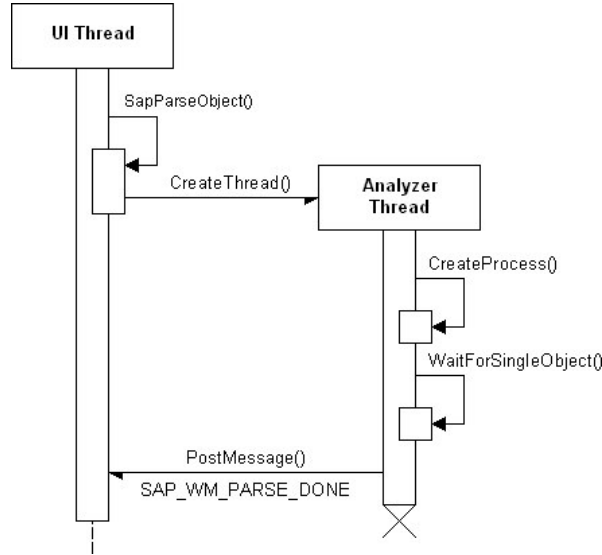 UI Thread
SapParseObject()
CreateThread()
Analyzer
Thread
CreateProcess()
WaitForSingleObject()
PostMessage()
SAP_WM_PARSE_DONE